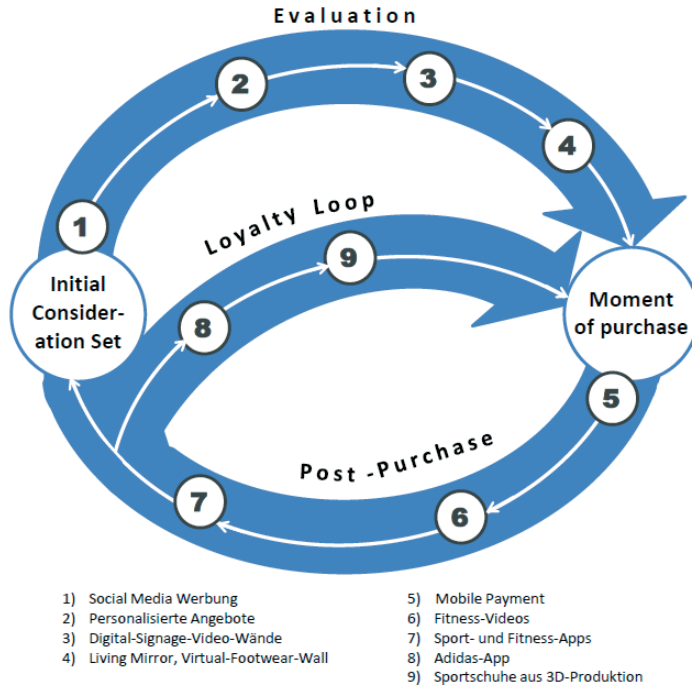 Evaluation
2
3
4
1
Loyalty Loop
9
8
Initial
Consider-
ation Set
Moment
of purchase
5
Post -Purchase
7
6
1) Social Media Werbung
2) Personalisierte Angebote
3) Digital-Signage-Video-Wände
4) Living Mirror, Virtual-Footwear-Wall
5) Mobile Payment
6) Fitness-Videos
7) Sport- und Fitness-Apps
8) Adidas-App
9) Sportschuhe aus 3D-Produktion